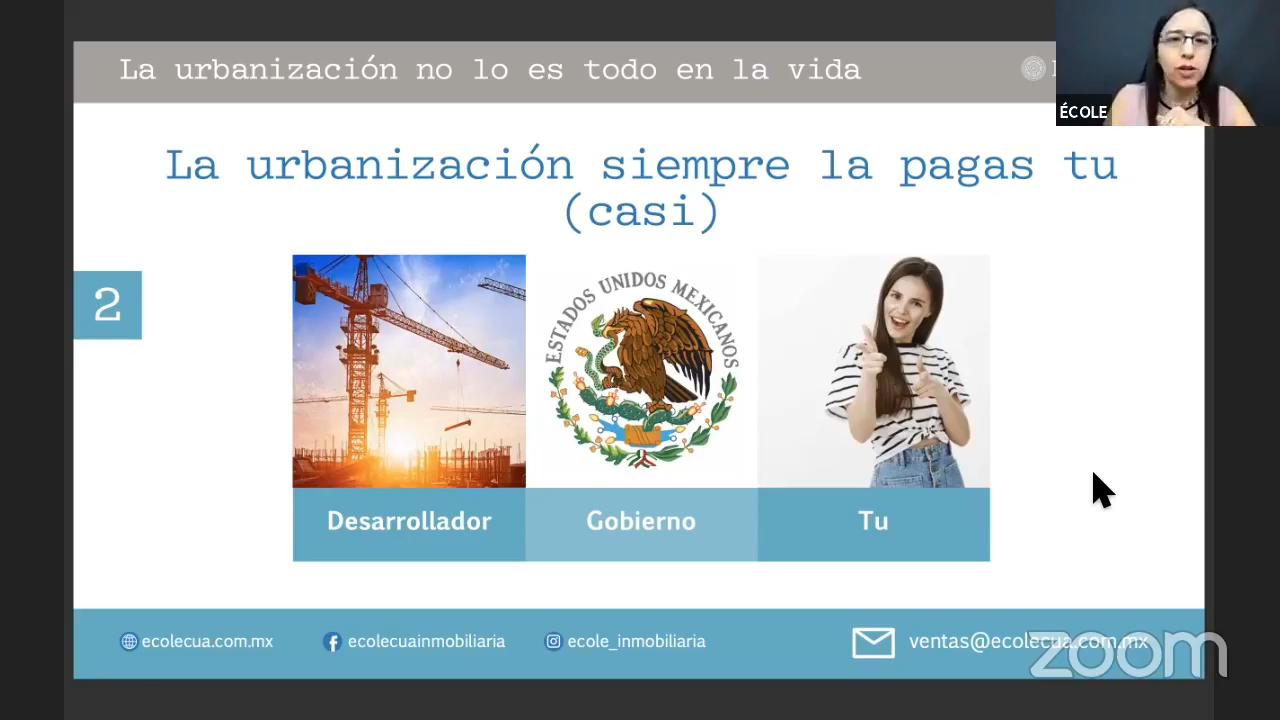 La urbanización no lo es todo en la vida
ÉCOLE
La urbanización siempre la pagas tu
(casi)
2
ESTADOS UNIDOS MEXICANOS
Desarrollador
Gobierno
Tu
ecolecua.com.mx
ecolecuainmobiliaria
ecole_inmobiliaria
ventas@ecolecua.com.mx
zoom